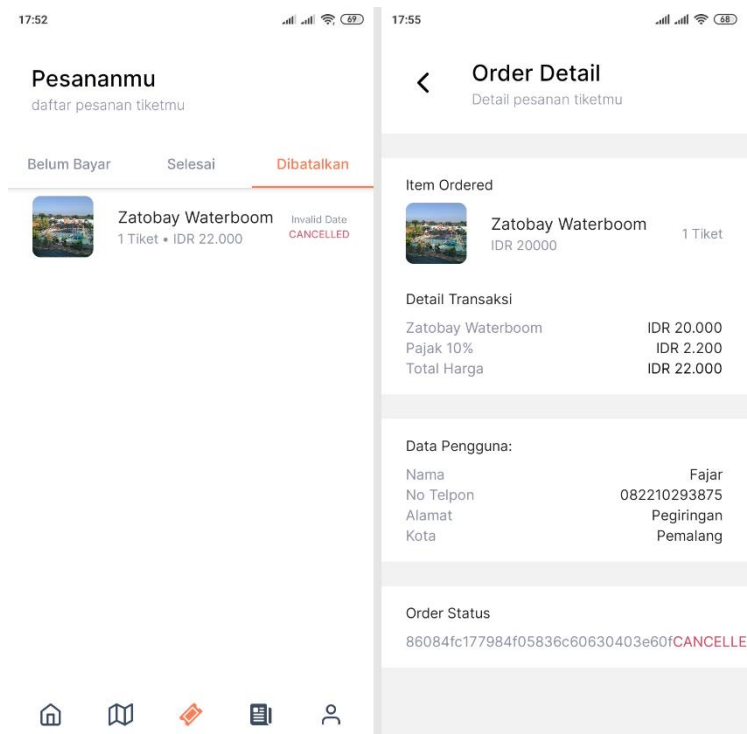 17:52
69
Pesananmu
daftar pesanan tiketmu
Belum Bayar Selesai Dibatalkan
Zatobay Waterboom Invalid Date
1 Tiket • IDR 22.000 CANCELLED
17:55
68
Order Detail
Detail pesanan tiketmu
Item Ordered
Zatobay Waterboom
IDR 20000 1 Tiket
Detail Transaksi
Zatobay Waterboom IDR 20.000
Pajak 10% IDR 2.200
Total Harga IDR 22.000
Data Pengguna:
Nama Fajar
No Telpon 082210293875
Alamat Pegiringan
Kota Pemalang
Order Status
86084fc177984f05836c60630403e60fCANCELLE